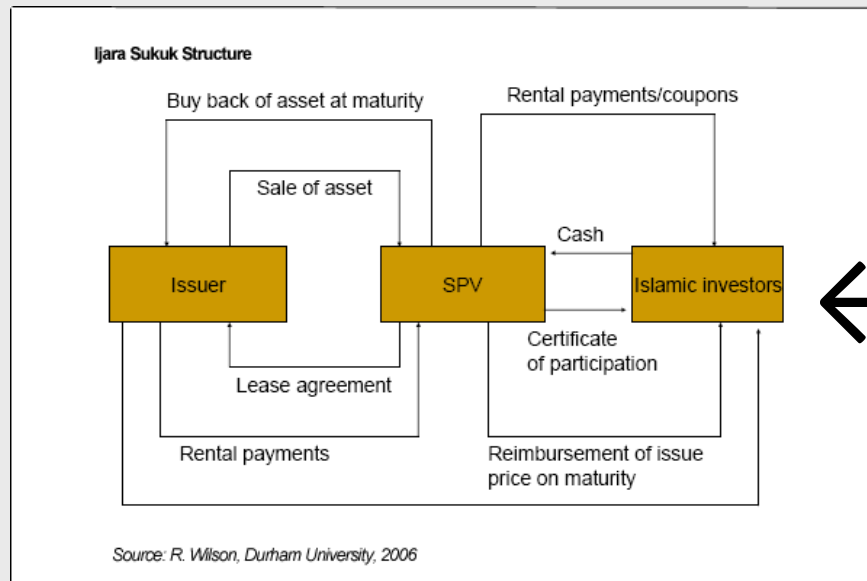 Ijara Sukuk Structure
Buy back of asset at maturity
Rental payments/coupons
Sale of asset
Cash
Issuer
SPV
Islamic investors
Certificate
of participation
Lease agreement
Rental payments
Reimbursement of issue
price on maturity
Source: R. Wilson, Durham University, 2006